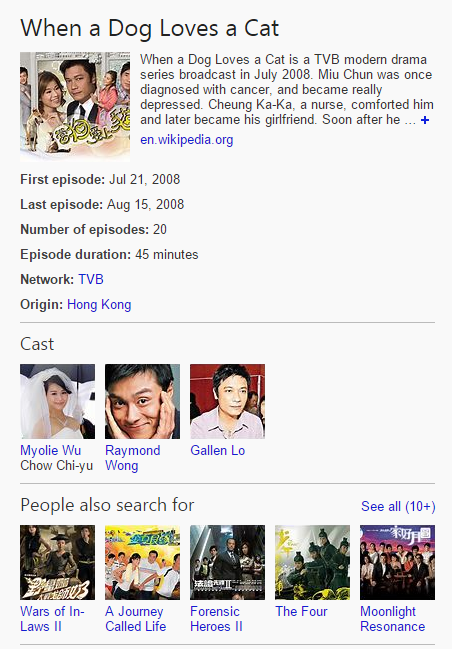 When a Dog Loves a Cat
When a Dog Loves a Cat is a TVB modern drama
series broadcast in July 2008. Miu Chun was once
diagnosed with cancer, and became really
depressed. Cheung Ka-Ka, a nurse, comforted him
and later became his girlfriend. Soon after he ... +
en.wikipedia.org
First episode: Jul 21, 2008
Last episode: Aug 15, 2008
Number of episodes: 20
Episode duration: 45 minutes
Network: TVB
Origin: Hong Kong
Cast
Myolie Wu
Chow Chi-yu
Raymond
Wong
Gallen Lo
People also search for
See all (10+)
Wars of In-
Laws II
A Journey
Called Life
Forensic
Heroes II
The Four
Moonlight
Resonance